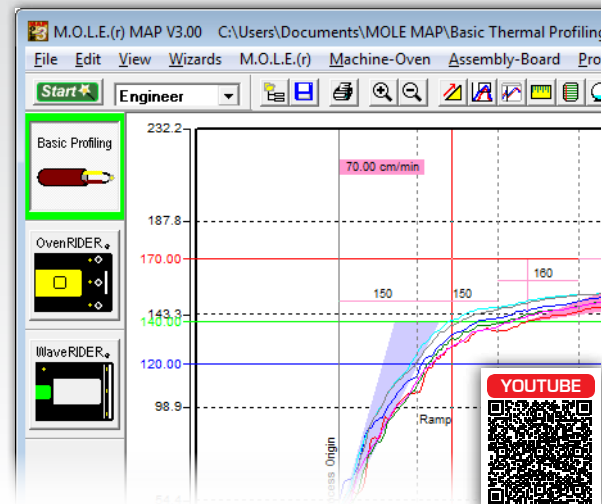 M.O.L.E.(r) MAP V3.00 C:\Users\Documents\MOLE MAP\Basic Thermal Profiling
File Edit View Wizards M.O.L.E.(r) Machine-Oven Assembly-Board Pro
Start Engineer
Basic Profiling
OvenRIDER
WaveRIDER
232.2
70.00 cm/min
187.8
170.00
160
150 150
143.3
140.00
120.00
98.9
Ramp
cess Origin
YOUTUBE